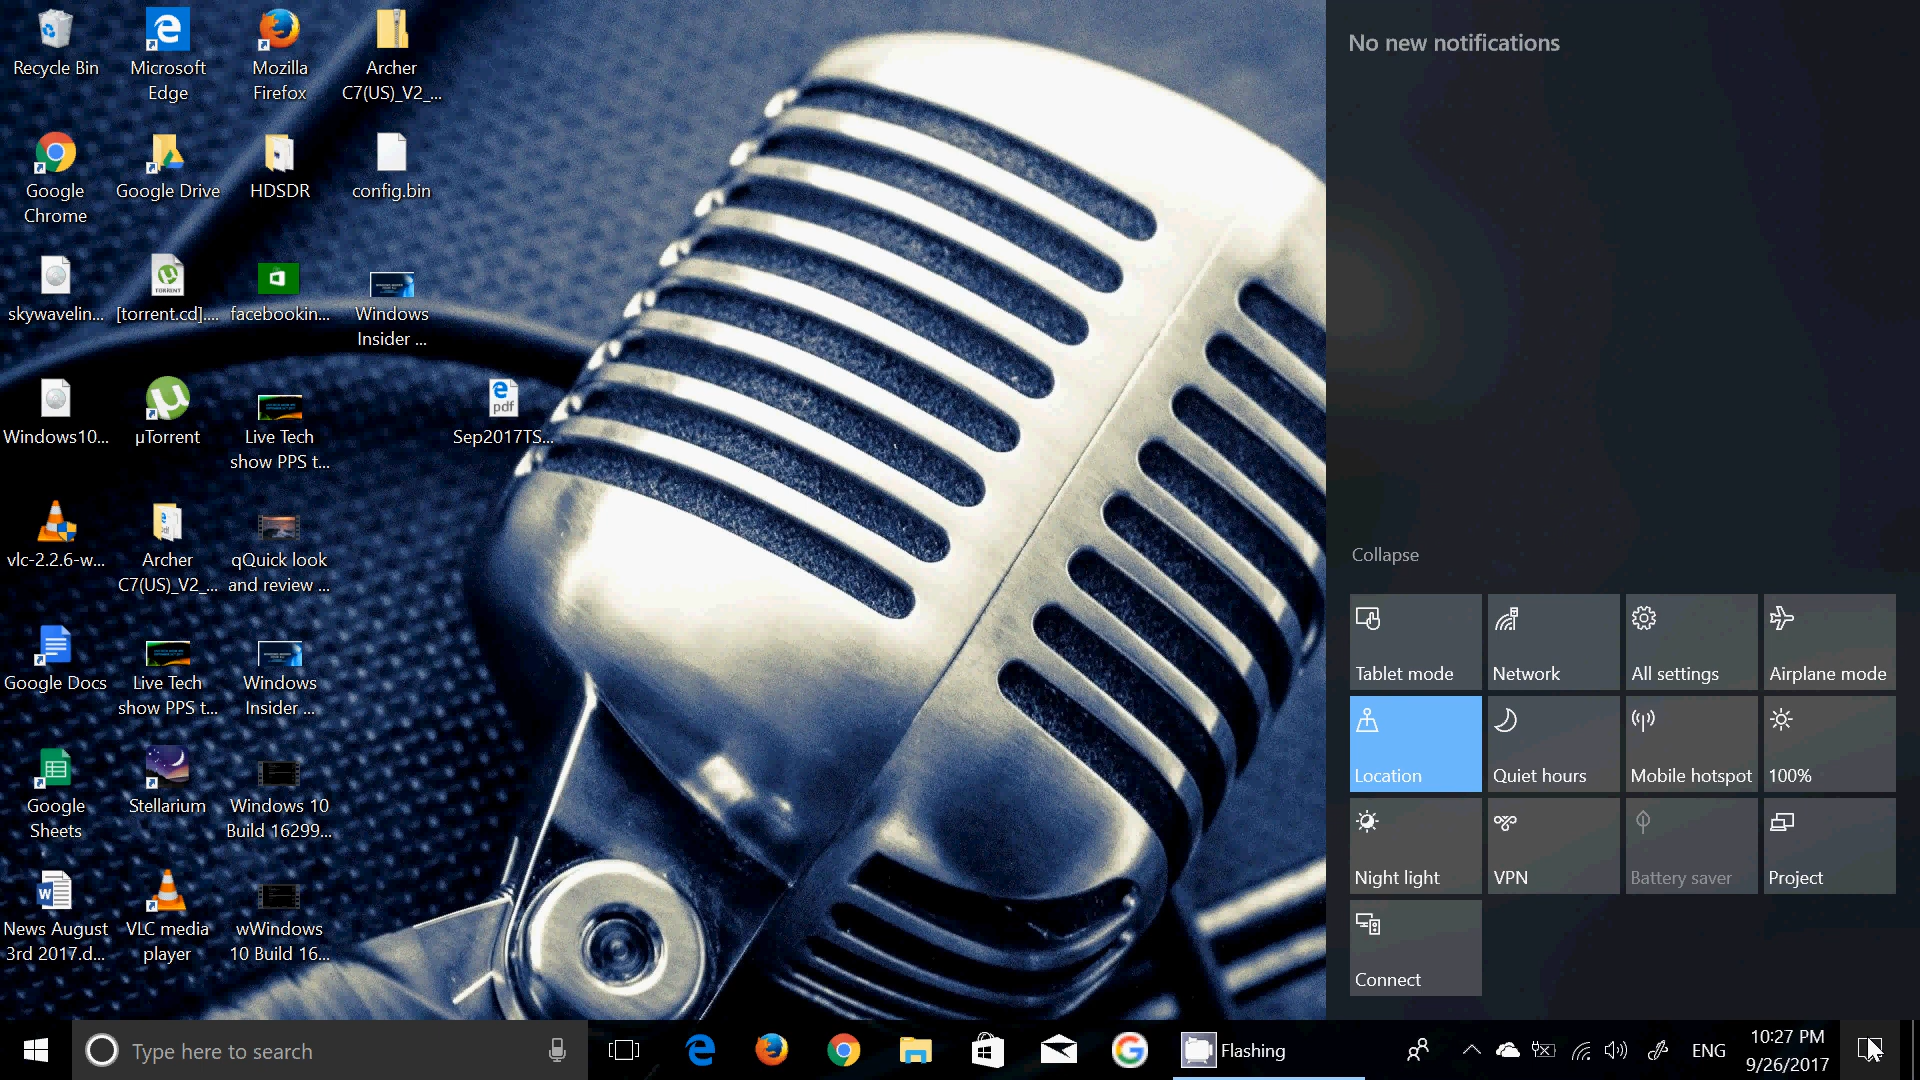 Recycle Bin
Microsoft
Edge
Mozilla
Firefox
Archer
C7(US)_V2_...
Google
Chrome
Google Drive
HDSDR
config.bin
skywavelin...
TORRENT
[torrent.cd]....
facebookin...
Windows
Insider ...
Windows10...
µTorrent
Live Tech
show PPS t...
pdf
Sep2017TS...
vlc-2.2.6-w...
Archer
C7(US)_V2_...
qQuick look
and review ...
Google Docs
Live Tech
show PPS t...
Windows
Insider ...
Google
Sheets
Stellarium
Windows 10
Build 16299...
News August
3rd 2017.d...
VLC media
player
wWindows
10 Build 16...
No new notifications
Collapse
Tablet mode
Network
All settings
Airplane mode
Location
Quiet hours
Mobile hotspot
100%
Night light
VPN
Battery saver
Project
Connect
Type here to search
Flashing
ENG
10:27 PM
9/26/2017